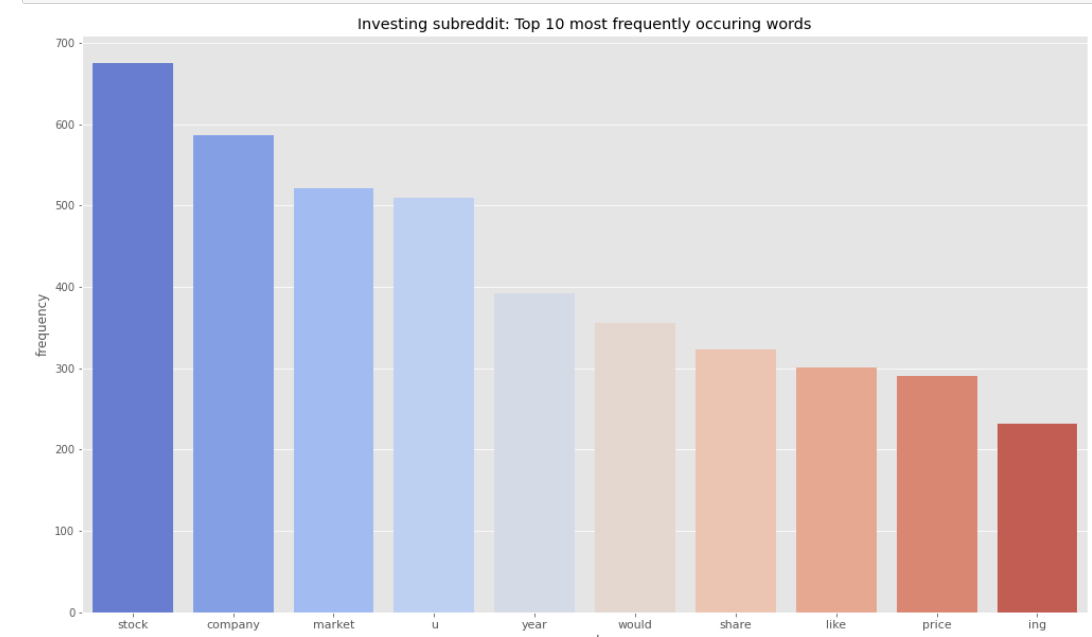 Investing subreddit: Top 10 most frequently occuring words
700
600
500
400
300
200
100
0
frequency
stock company market u year would share like price ing